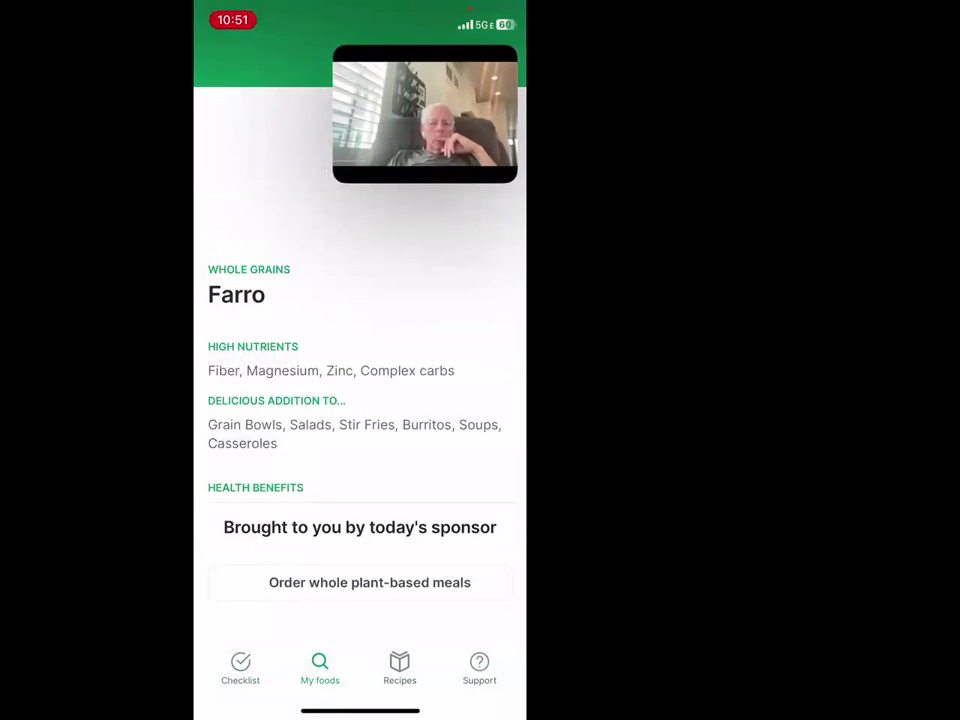 10:51
5G E 60
WHOLE GRAINS
Farro
HIGH NUTRIENTS
Fiber, Magnesium, Zinc, Complex carbs
DELICIOUS ADDITION TO...
Grain Bowls, Salads, Stir Fries, Burritos, Soups,
Casseroles
HEALTH BENEFITS
Brought to you by today's sponsor
Order whole plant-based meals
Checklist
My foods
Recipes
Support